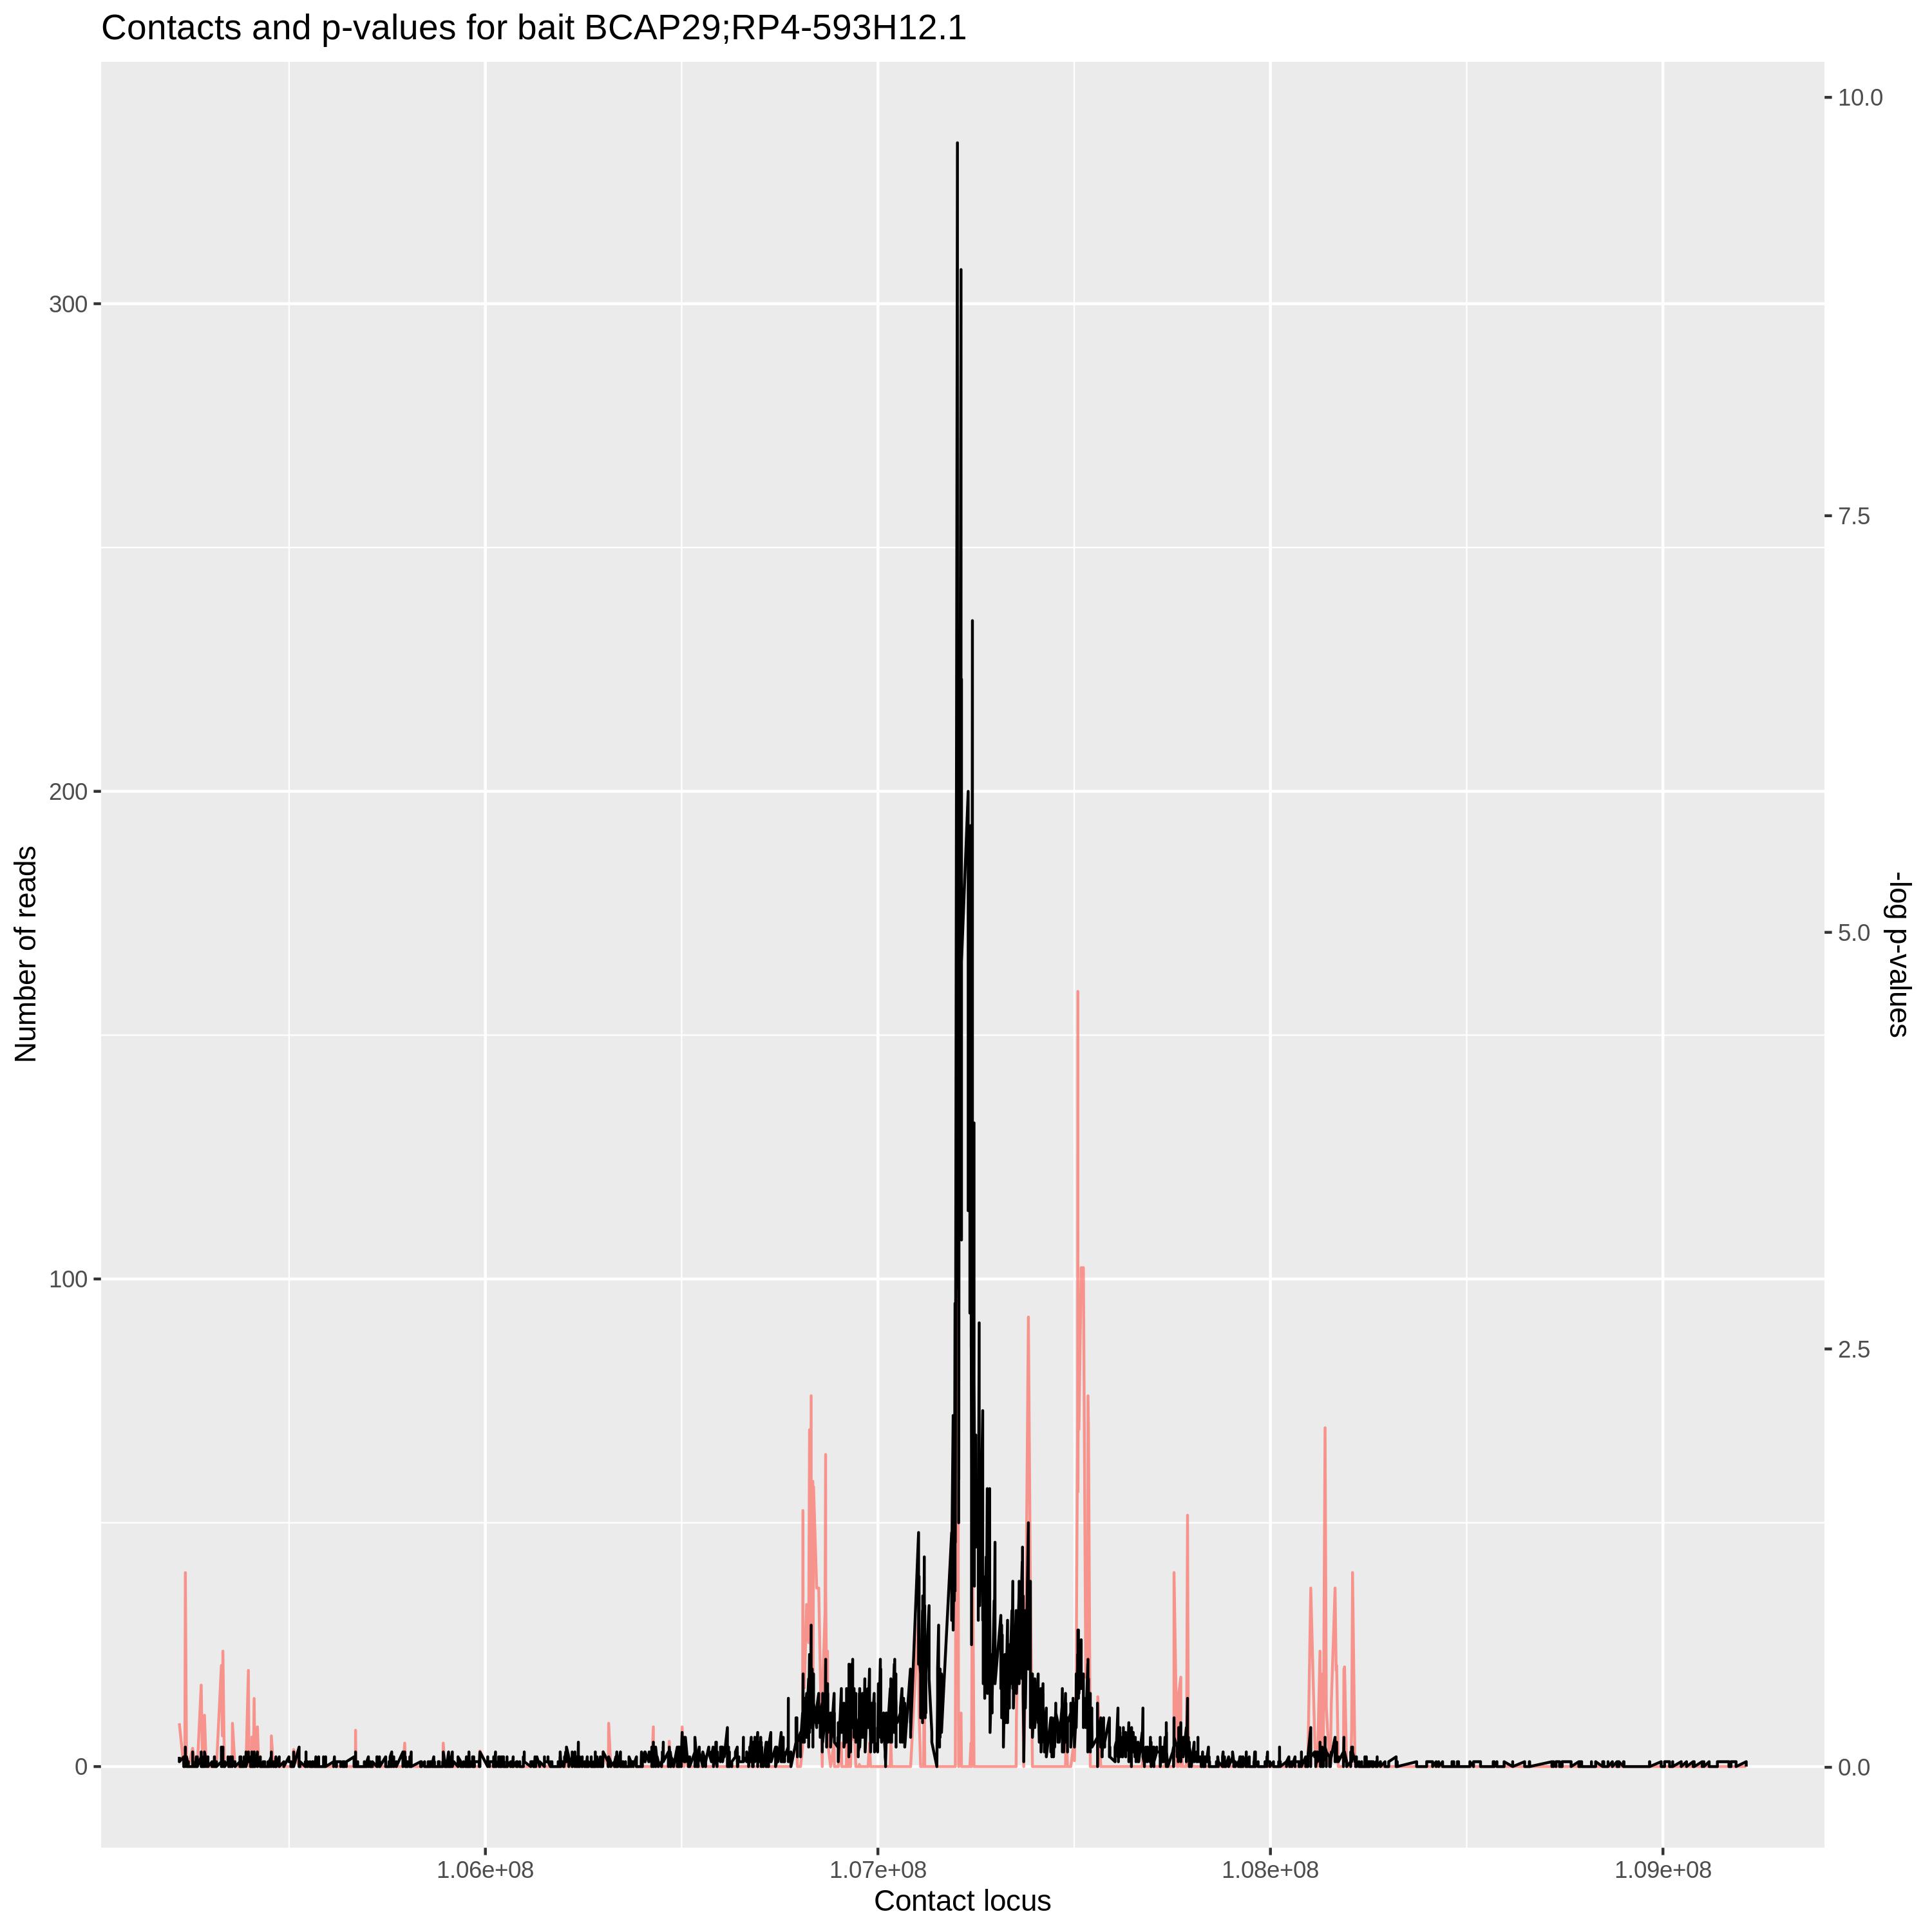 Contacts and p-values for bait BCAP29;RP4-593H12.1
Number of reads
300
200
100
0
10.0
7.5
5.0
2.5
0.0
-log p-values
1.06e+08
1.07e+08
1.08e+08
1.09e+08
Contact locus